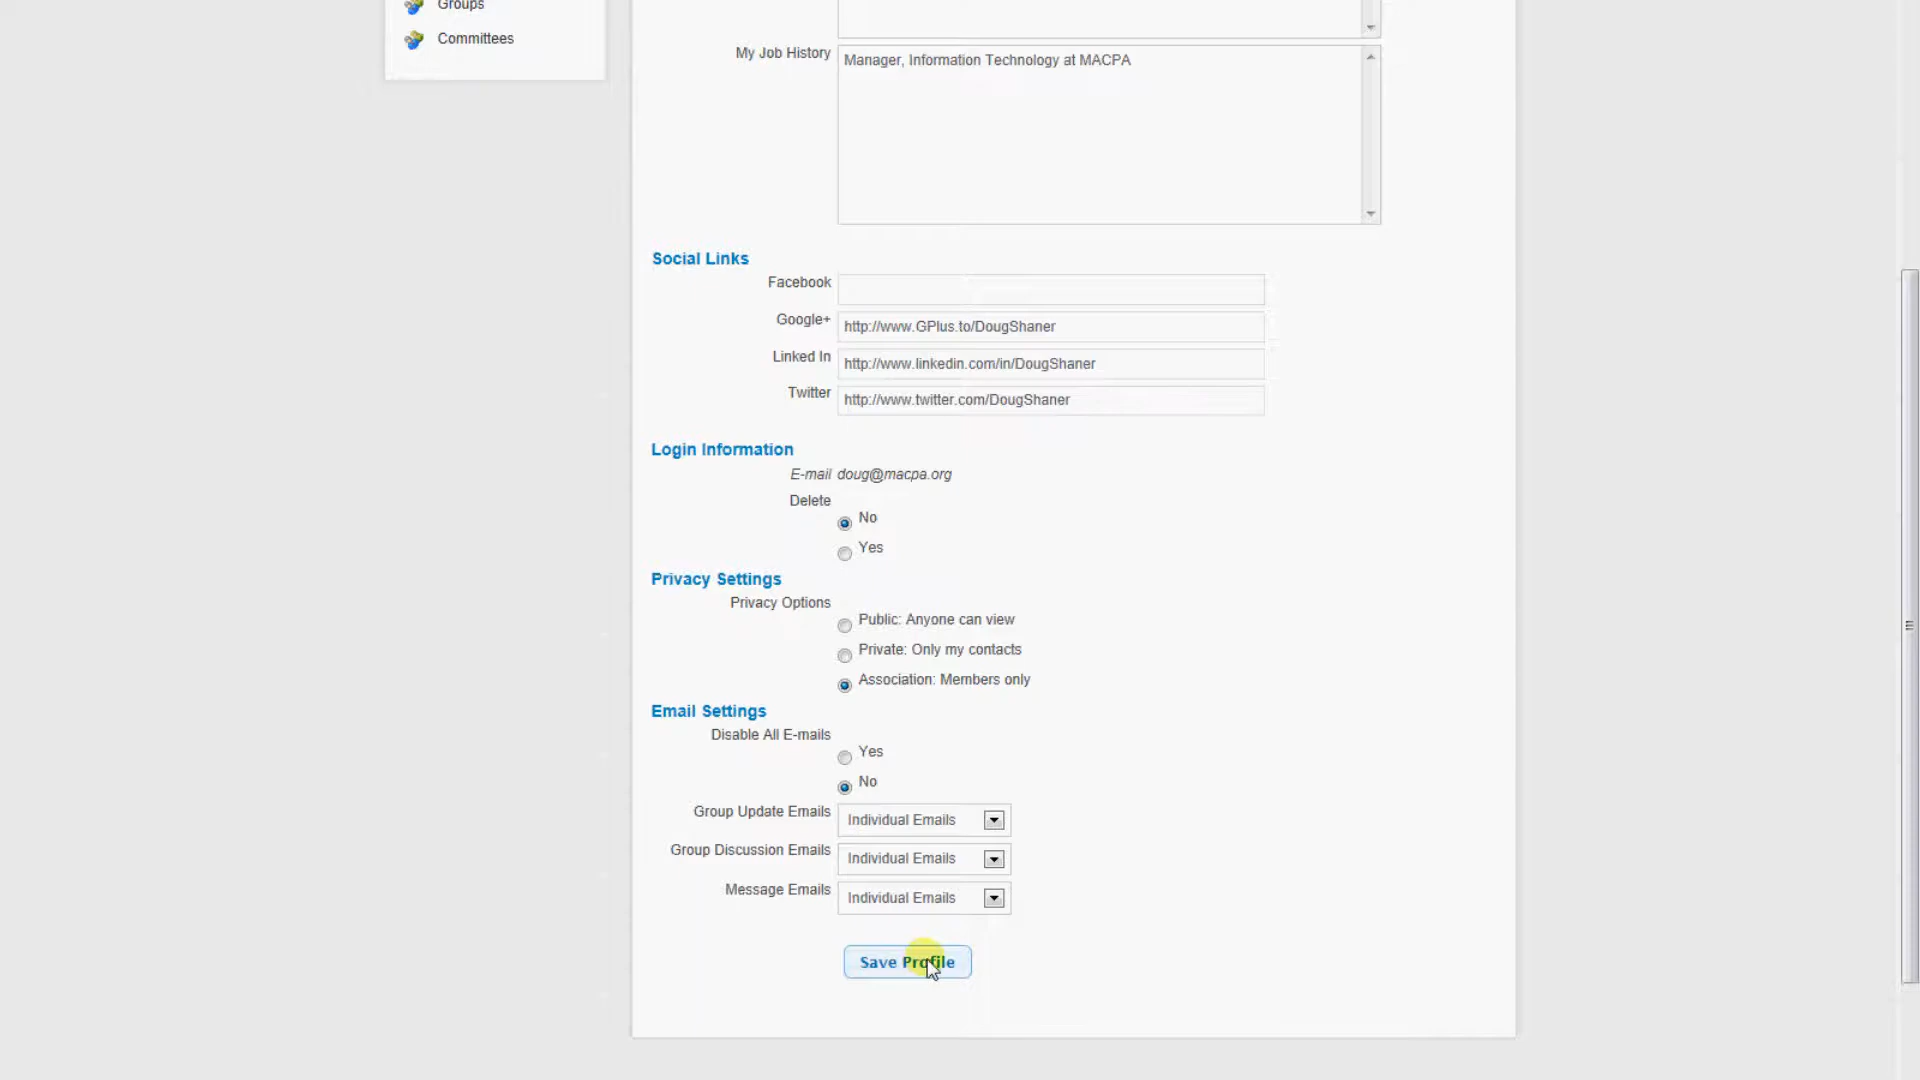 Groups
Committees
My Job History
Manager, Information Technology at MACPA
Social Links
Facebook
Google+ http://www.GPlus.to/DougShaner
Linked In http://www.linkedin.com/in/DougShaner
Twitter http://www.twitter.com/DougShaner
Login Information
E-mail doug@macpa.org
Delete
No
Yes
Privacy Settings
Privacy Options
Public: Anyone can view
Private: Only my contacts
Association: Members only
Email Settings
Disable All E-mails
Yes
No
Group Update Emails Individual Emails
Group Discussion Emails Individual Emails
Message Emails Individual Emails
Save Profile